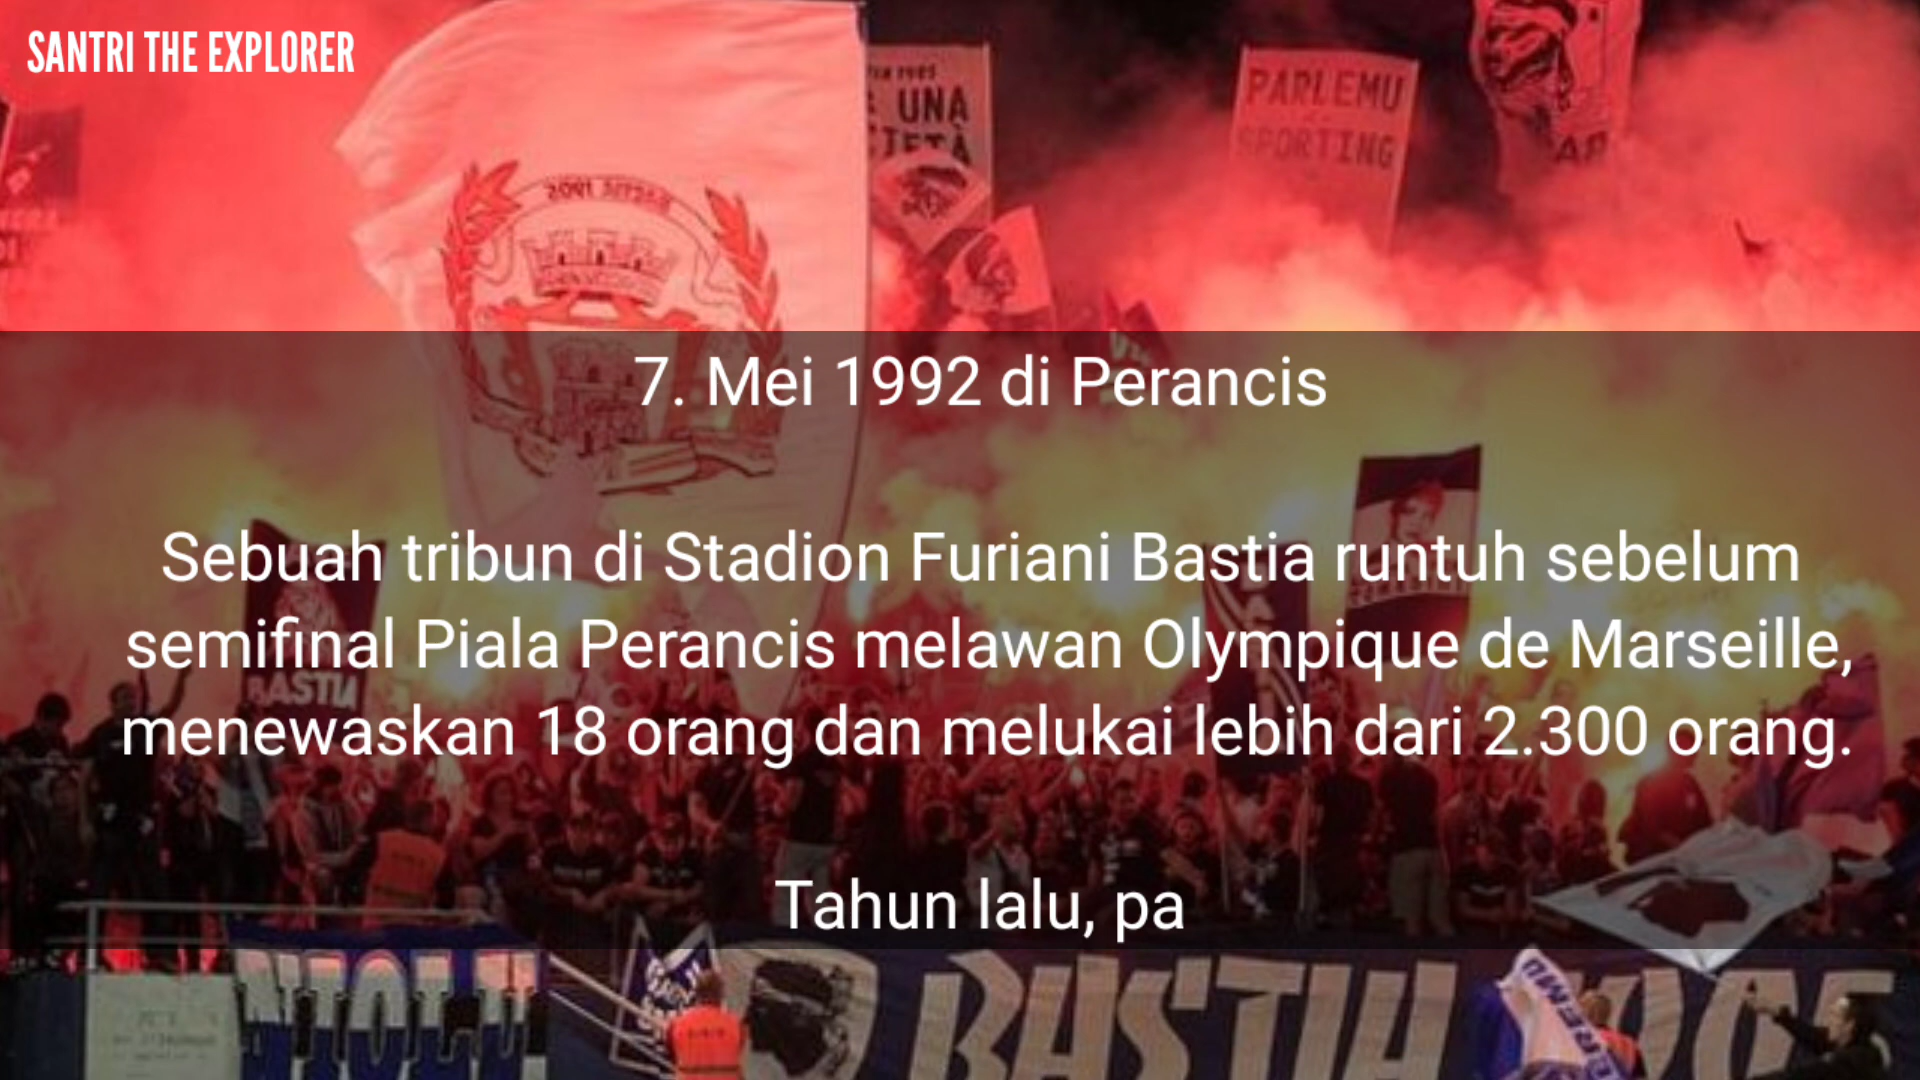 SANTRI THE EXPLORER
UNA
PARLEMU
SPORTING
7. Mei 1992 di Perancis
Sebuah tribun di Stadion Furiani Bastia runtuh sebelum
semifinal Piala Perancis melawan Olympique de Marseille,
menewaskan 18 orang dan melukai lebih dari 2.300 orang.
BASTIA
Tahun lalu, pa
BASTIA